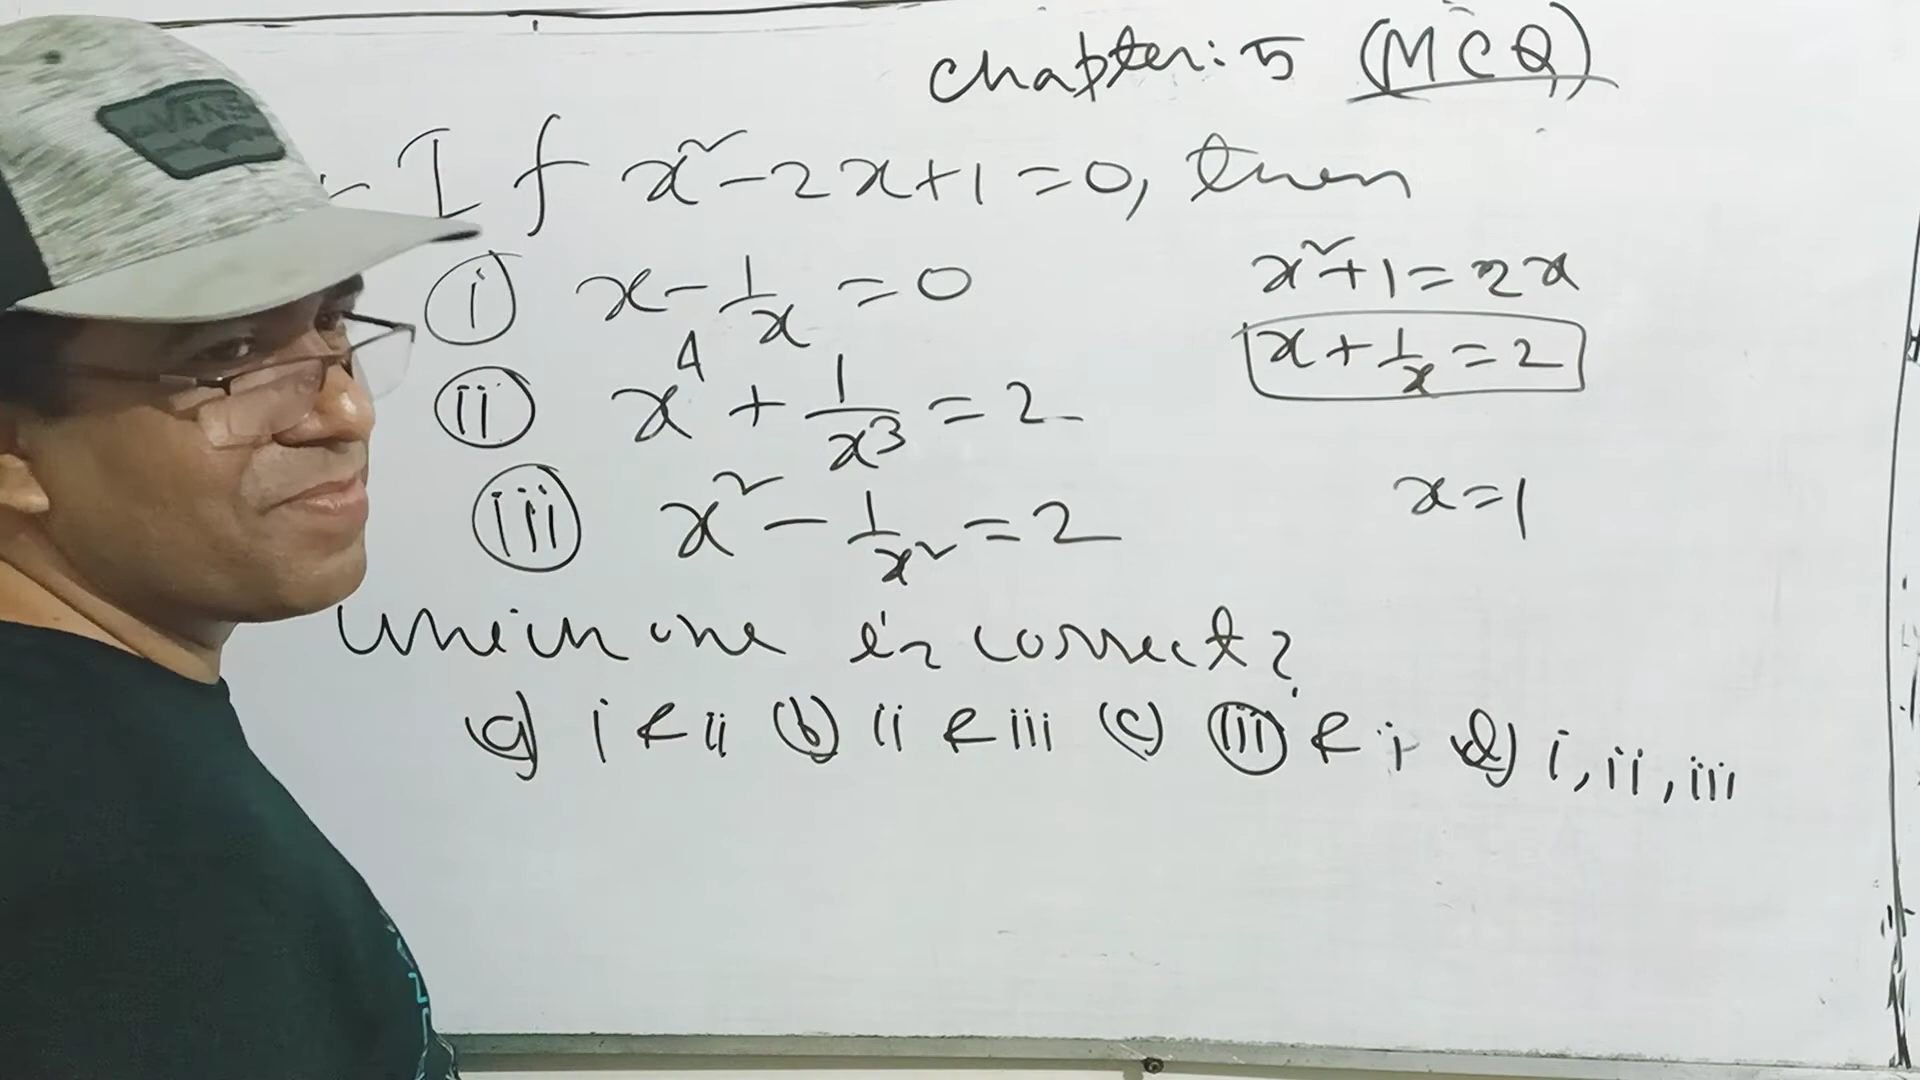 VANS
chapter: 5 (MCQ)
If x²-2x+1=0, then
(i) x - 1/x = 0
x²+1=2x
x + 1/x = 2
(ii) x⁴ + 1/x³ = 2
(iii) x² - 1/x² = 2
x=1
which one is correct?
(a) i & ii (b) ii & iii (c) (iii) & i (d) i, ii, iii